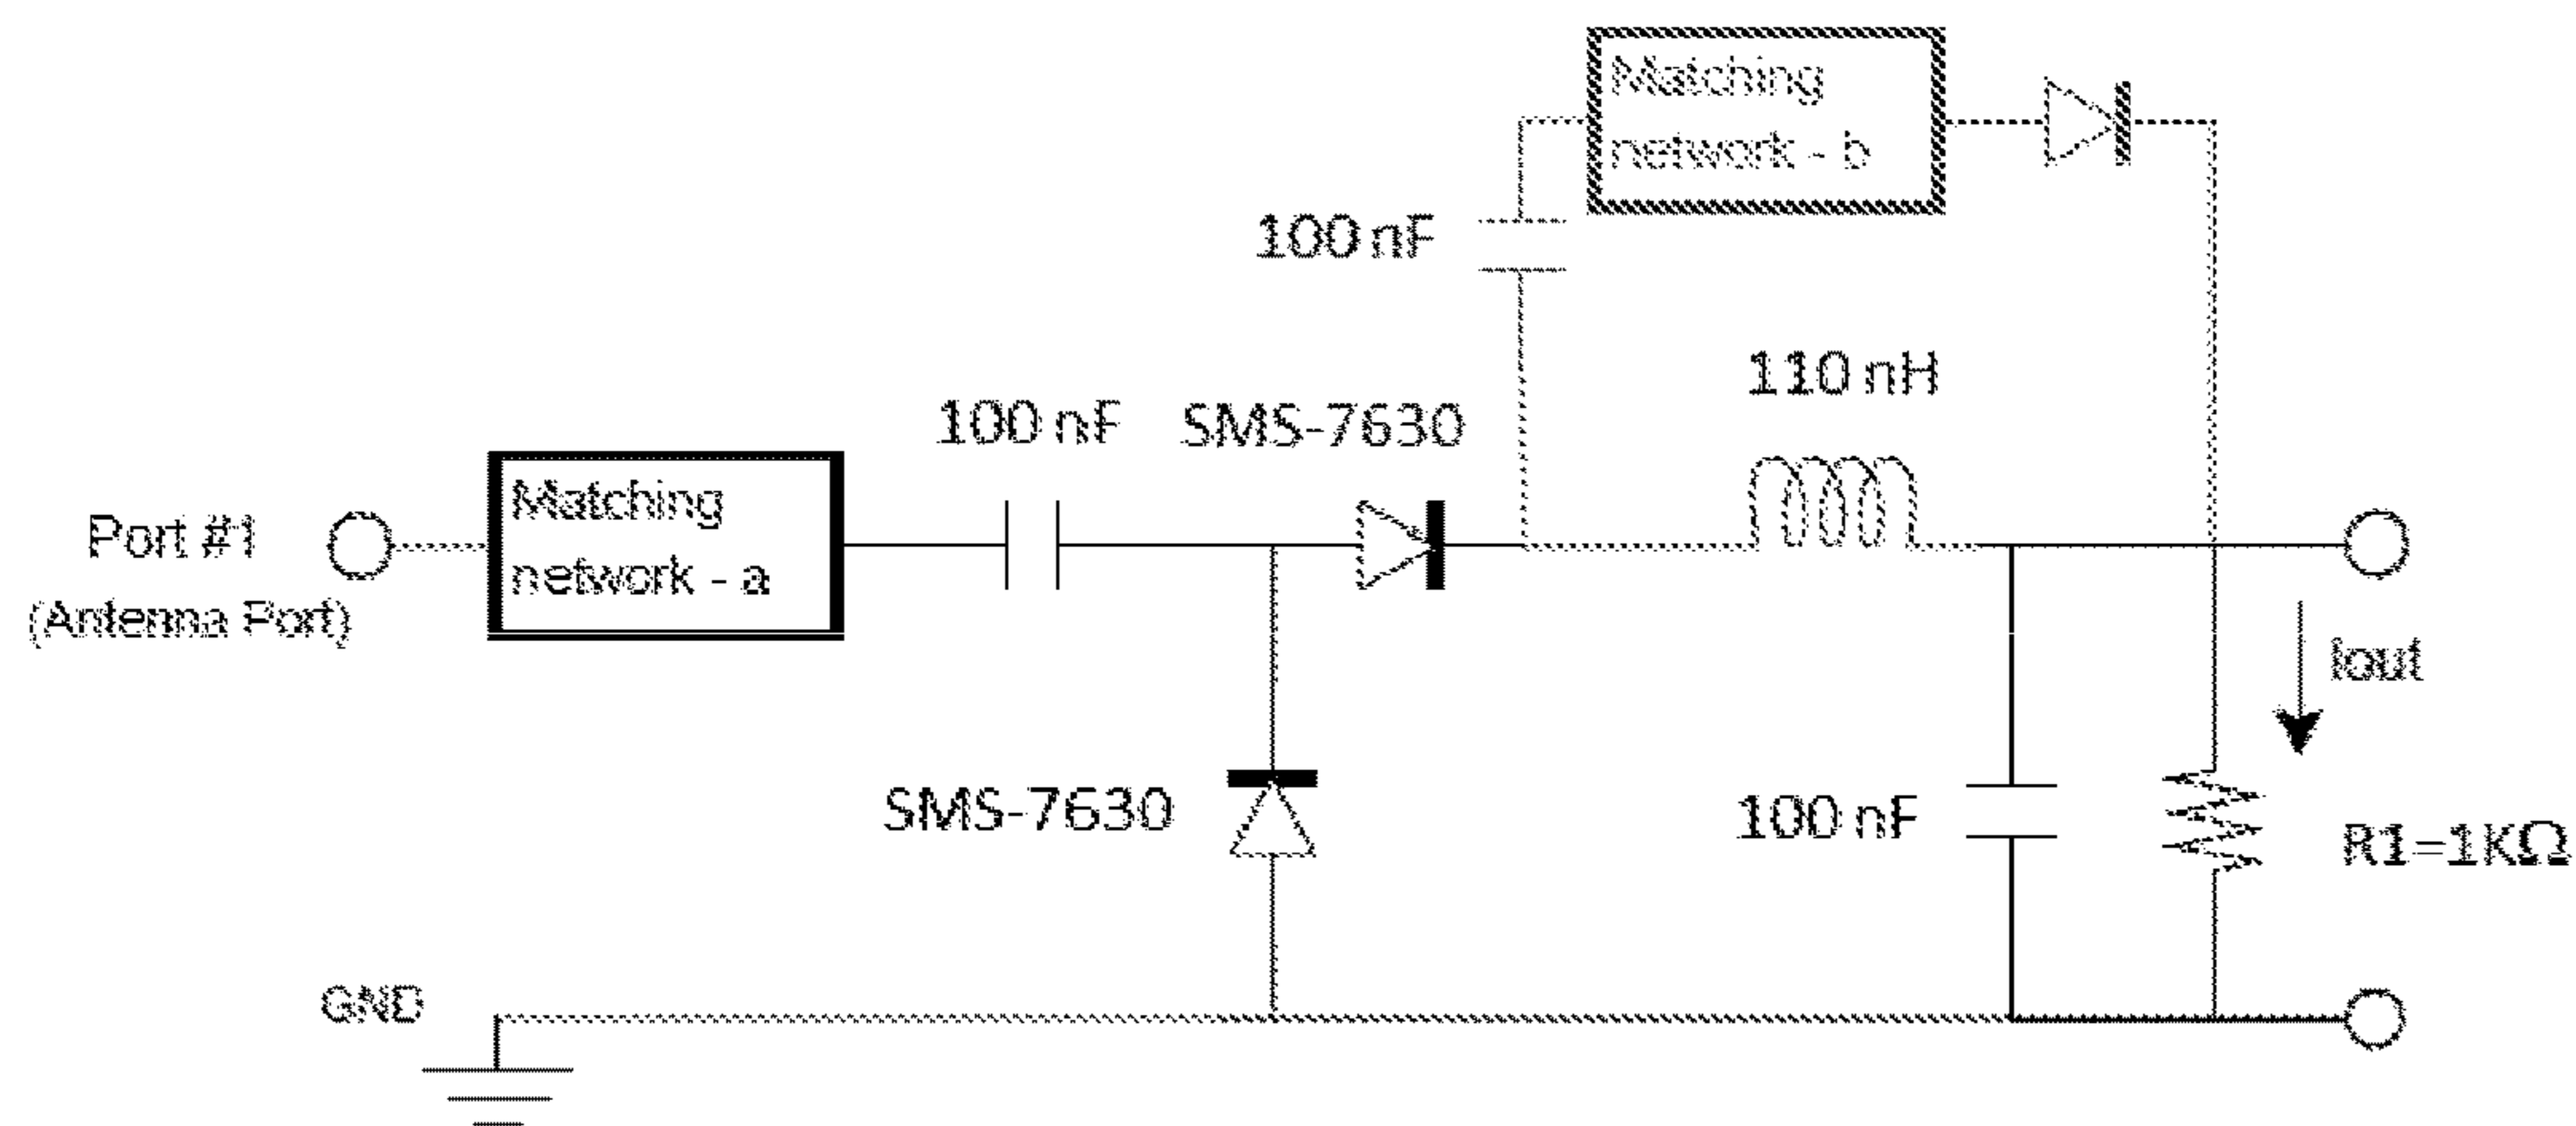 Matching
network - b
100 nF
110 nH
100 nF
SMS-7630
Matching
network - a
Port #1
(Antenna Port)
Iout
SMS-7630
100 nF
R1=1KΩ
GND